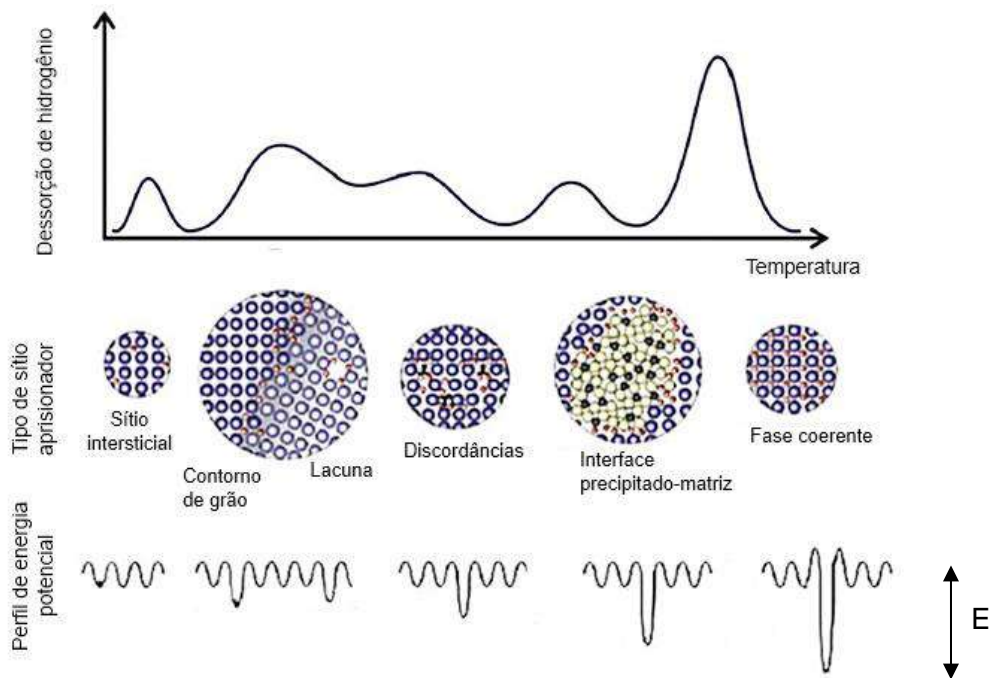 Dessorção de hidrogênio
Temperatura
Tipo de sítio
aprisionador
Sítio
intersticial
Contorno
de grão
Lacuna
Discordâncias
Interface
precipitado-matriz
Fase coerente
Perfil de energia
potencial
E